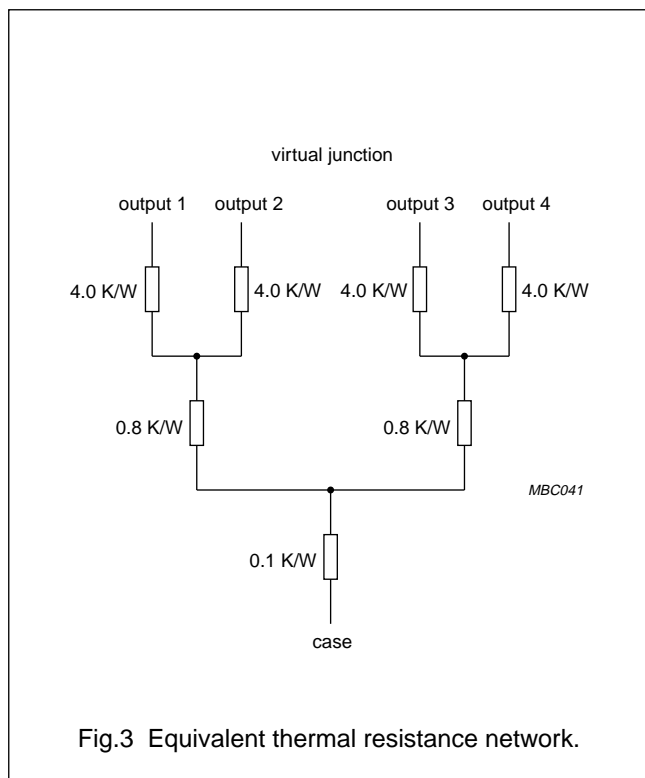 virtual junction
output 1 output 2 output 3 output 4
4.0 K/W 4.0 K/W 4.0 K/W 4.0 K/W
0.8 K/W 0.8 K/W
MBC041
0.1 K/W
case
Fig.3 Equivalent thermal resistance network.